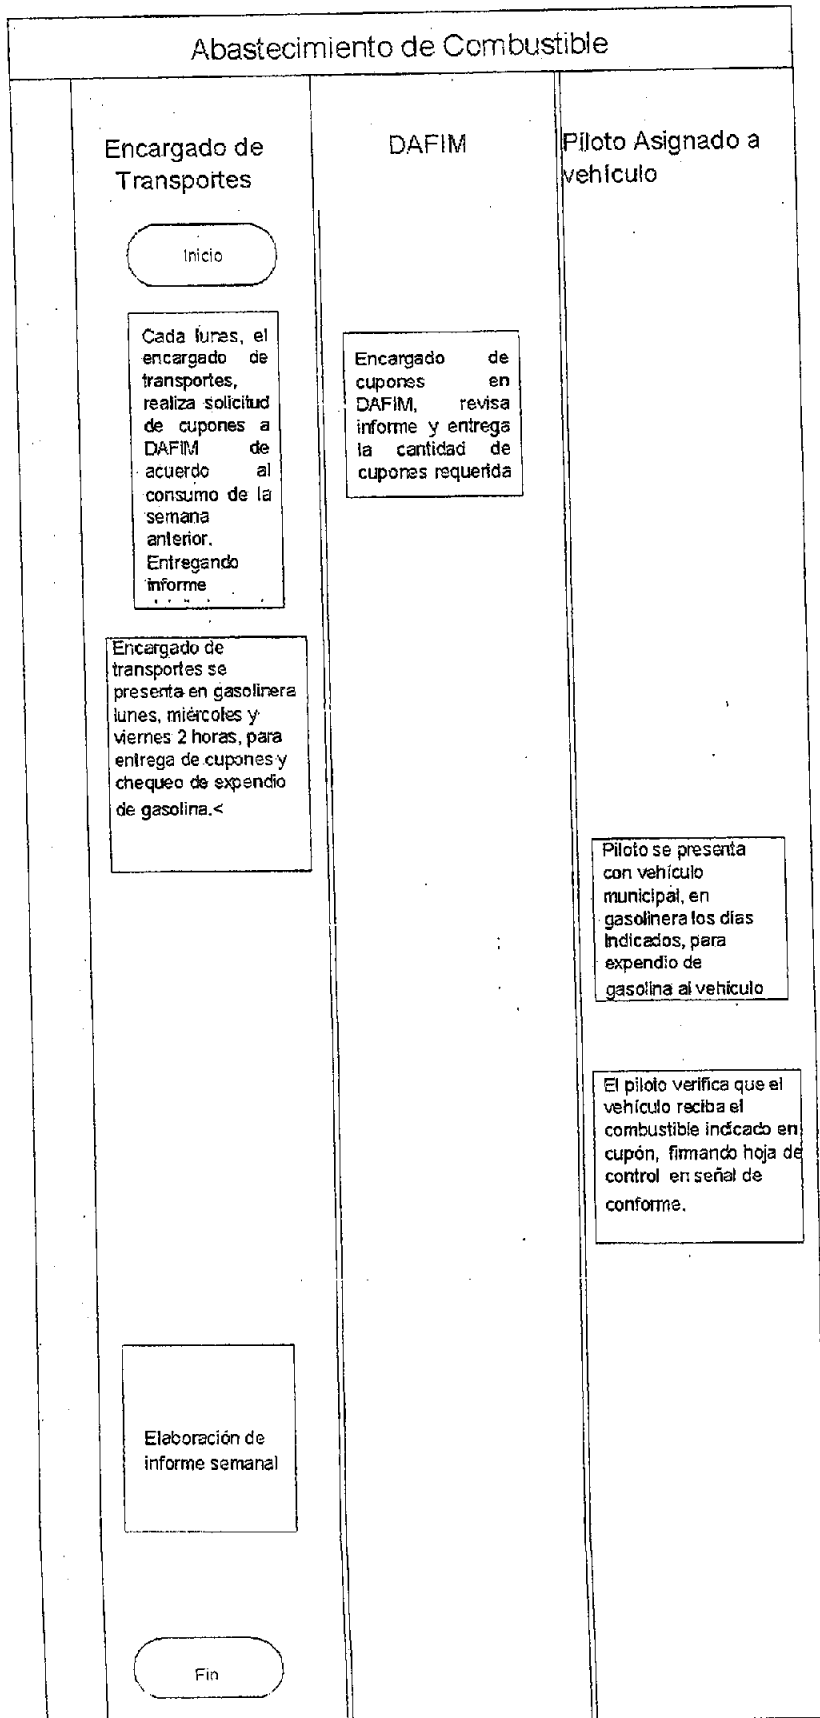 Abastecimiento de Combustible
Encargado de
Transportes
DAFIM
Piloto Asignado a
vehículo
Inicio
Cada lunes, el
encargado de
transportes,
realiza solicitud
de cupones a
DAFIM de
acuerdo al
consumo de la
semana
anterior.
Entregando
informe
Encargado de
cupones en
DAFIM, revisa
informe y entrega
la cantidad de
cupones requerida
Encargado de
transportes se
presenta en gasolinera
lunes, miércoles y
viernes 2 horas, para
entrega de cupones y
chequeo de expendio
de gasolina.<
Piloto se presenta
con vehículo
municipal, en
gasolinera los días
indicados, para
expendio de
gasolina al vehículo
El piloto verifica que el
vehículo reciba el
combustible indicado en
cupón, firmando hoja de
control en señal de
conforme.
Elaboración de
informe semanal
Fin